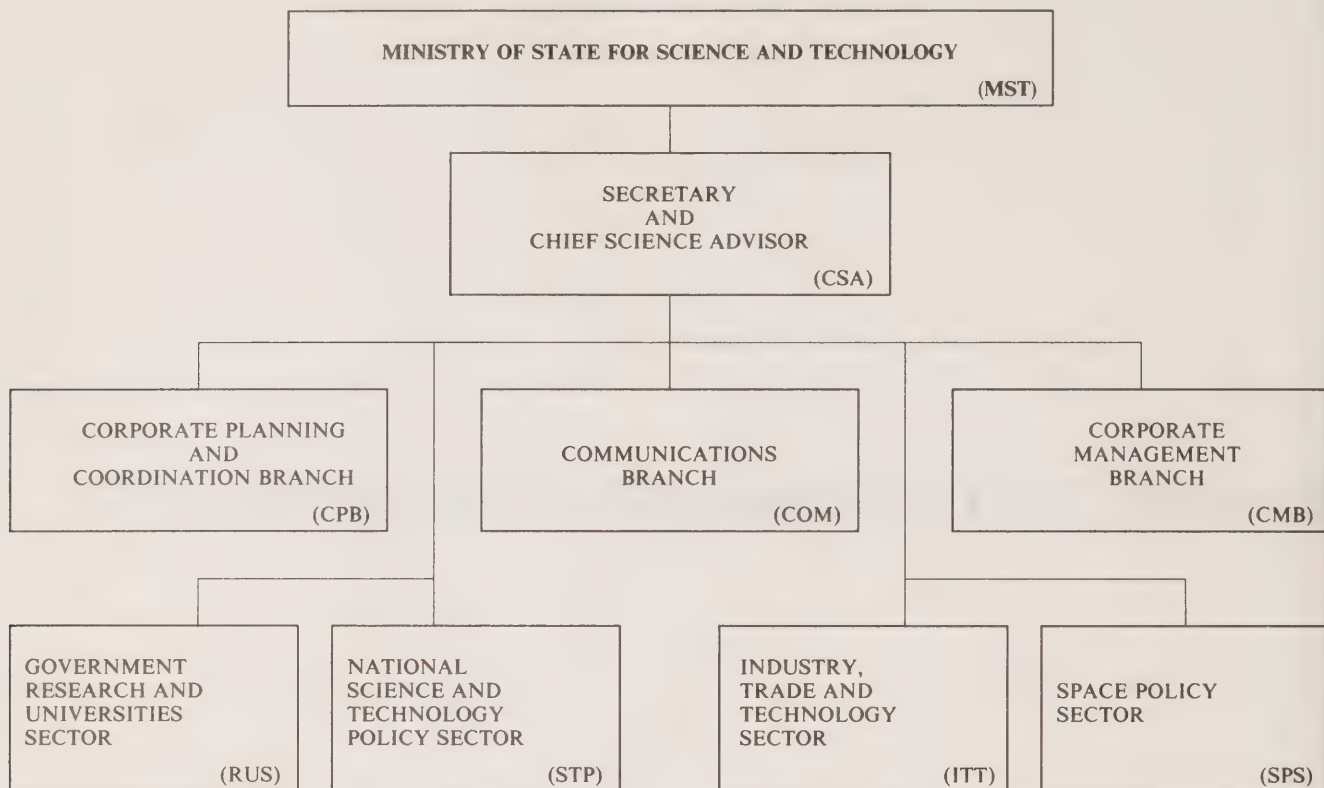 MINISTRY OF STATE FOR SCIENCE AND TECHNOLOGY
(MST)
SECRETARY
AND
CHIEF SCIENCE ADVISOR
(CSA)
CORPORATE PLANNING
AND
COORDINATION BRANCH
(CPB)
COMMUNICATIONS
BRANCH
(COM)
CORPORATE
MANAGEMENT
BRANCH
(CMB)
GOVERNMENT
RESEARCH AND
UNIVERSITIES
SECTOR
(RUS)
NATIONAL
SCIENCE AND
TECHNOLOGY
POLICY SECTOR
(STP)
INDUSTRY,
TRADE AND
TECHNOLOGY
SECTOR
(ITT)
SPACE POLICY
SECTOR
(SPS)